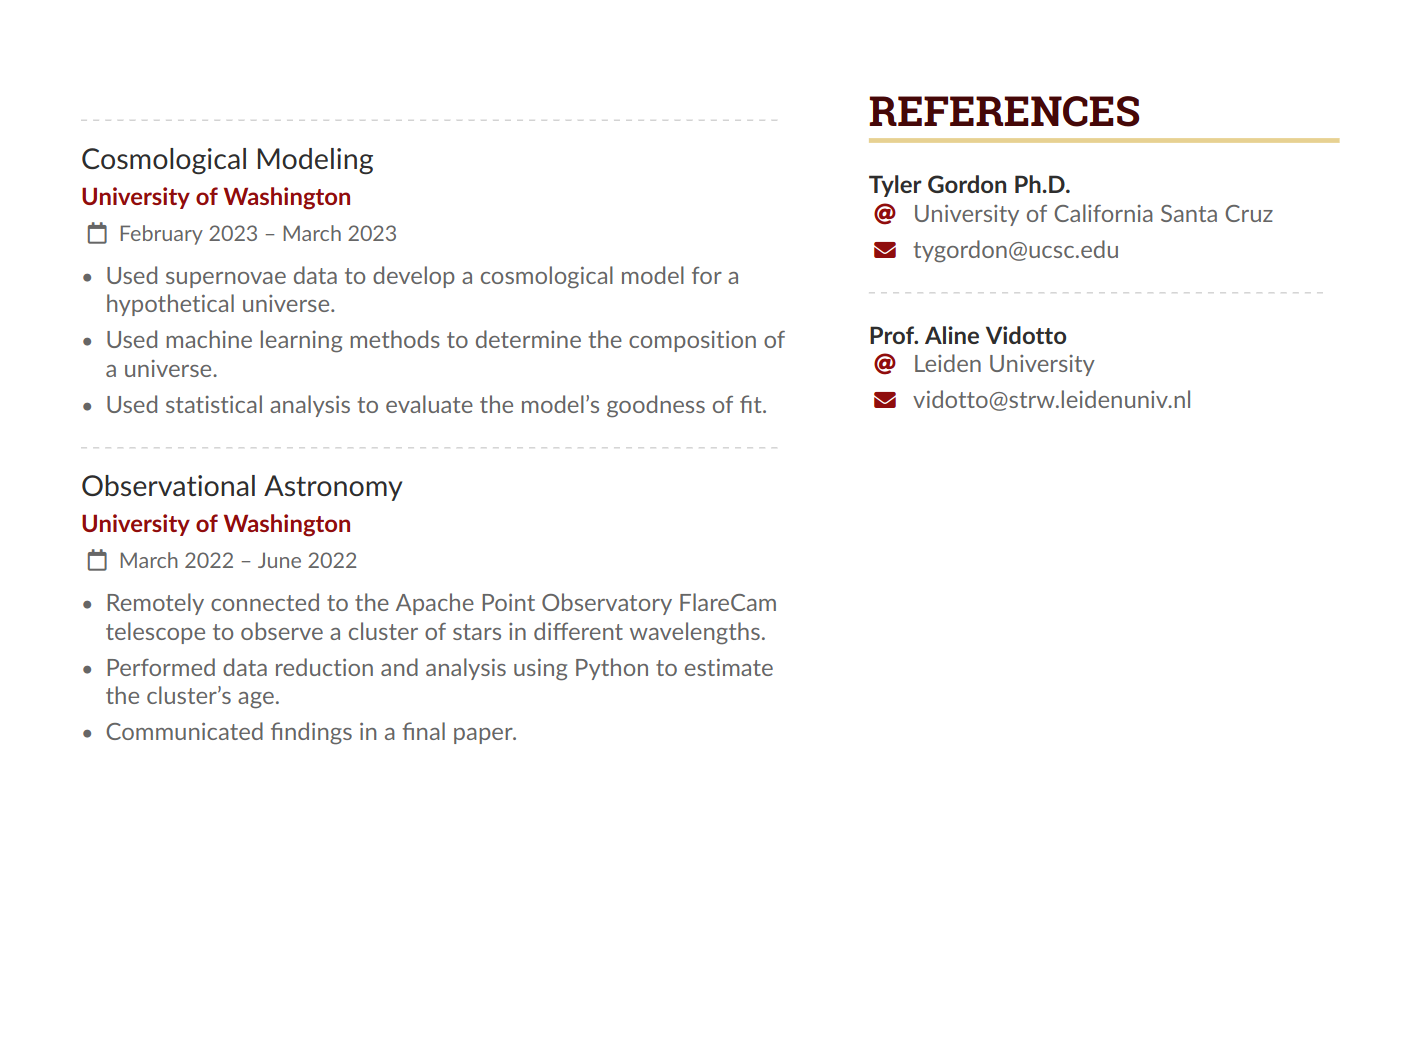 Cosmological Modeling
University of Washington
February 2023 – March 2023
• Used supernovae data to develop a cosmological model for a
hypothetical universe.
• Used machine learning methods to determine the composition of
a universe.
• Used statistical analysis to evaluate the model’s goodness of fit.
Observational Astronomy
University of Washington
March 2022 – June 2022
• Remotely connected to the Apache Point Observatory FlareCam
telescope to observe a cluster of stars in different wavelengths.
• Performed data reduction and analysis using Python to estimate
the cluster’s age.
• Communicated findings in a final paper.
REFERENCES
Tyler Gordon Ph.D.
@ University of California Santa Cruz
tygordon@ucsc.edu
Prof. Aline Vidotto
@ Leiden University
vidotto@strw.leidenuniv.nl